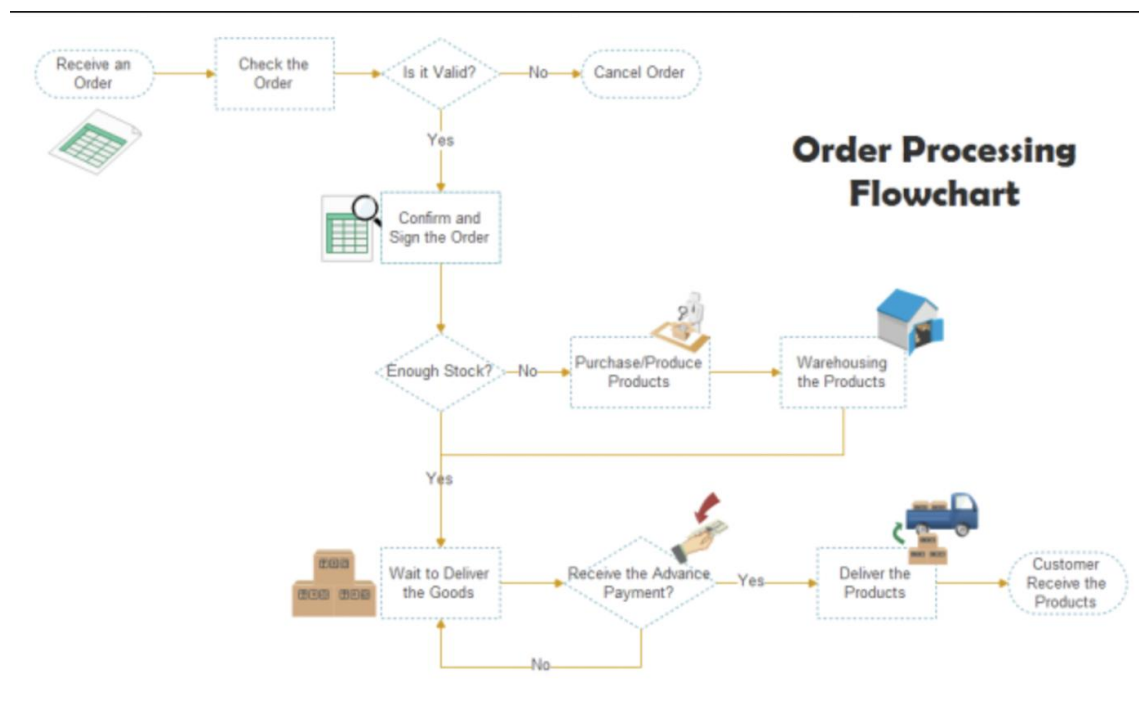 Receive an
Order
Check the
Order
Is it Valid?
No
Cancel Order
Yes
Order Processing
Flowchart
Confirm and
Sign the Order
Enough Stock?
No
Purchase/Produce
Products
Warehousing
the Products
Yes
Wait to Deliver
the Goods
Receive the Advance
Payment?
Yes
Deliver the
Products
Customer
Receive the
Products
No